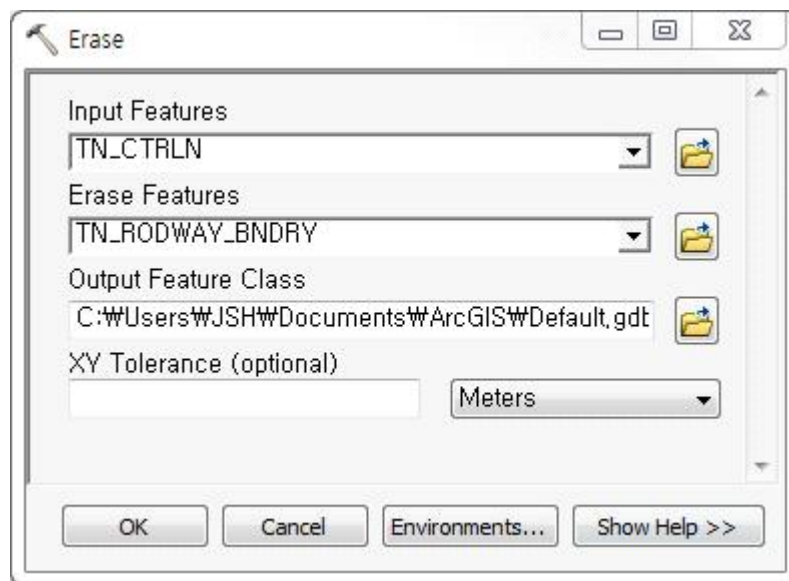 Erase
Input Features
TN_CTRLN
Erase Features
TN_RODWAY_BNDRY
Output Feature Class
C:₩Users₩JSH₩Documents₩ArcGIS₩Default.gdb
XY Tolerance (optional)
Meters
OK
Cancel
Environments...
Show Help >>